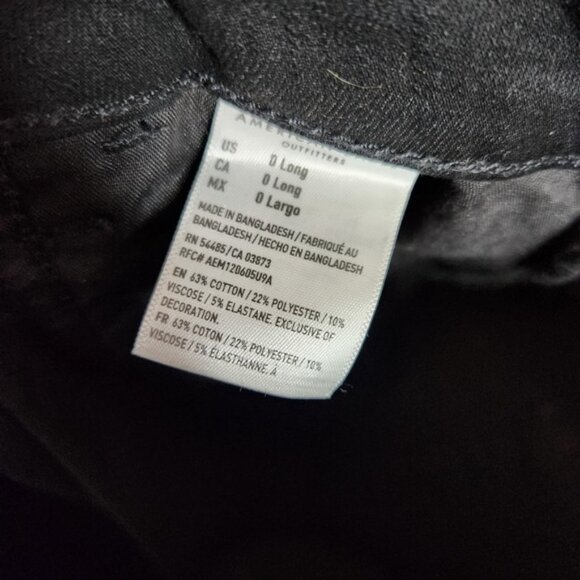 OUTFITTERS
US 0 Long
CA 0 Long
MX 0 Largo
MADE IN BANGLADESH / FABRIQUÉ AU
BANGLADESH / HECHO EN BANGLADESH
RN 54485/CA 03873
RFC# AEM120605U9A
EN 63% COTTON / 22% POLYESTER / 10%
VISCOSE / 5% ELASTANE. EXCLUSIVE OF
DECORATION.
FR 63% COTON / 22% POLYESTER / 10%
VISCOSE / 5% ÉLASTHANNE. À